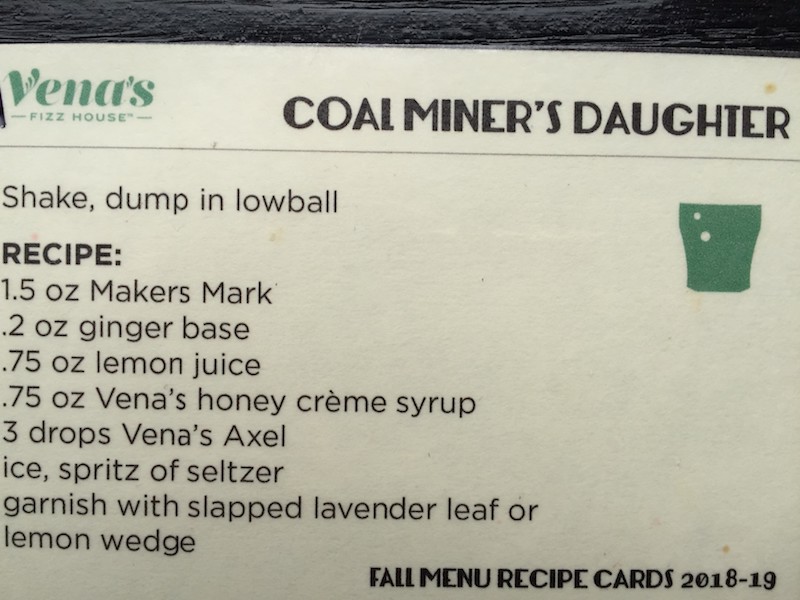 Vena's
FIZZ HOUSE™
COAL MINER'S DAUGHTER
Shake, dump in lowball
RECIPE:
1.5 oz Makers Mark
.2 oz ginger base
.75 oz lemon juice
.75 oz Vena's honey crème syrup
3 drops Vena's Axel
ice, spritz of seltzer
garnish with slapped lavender leaf or
lemon wedge
FALL MENU RECIPE CARDS 2018-19